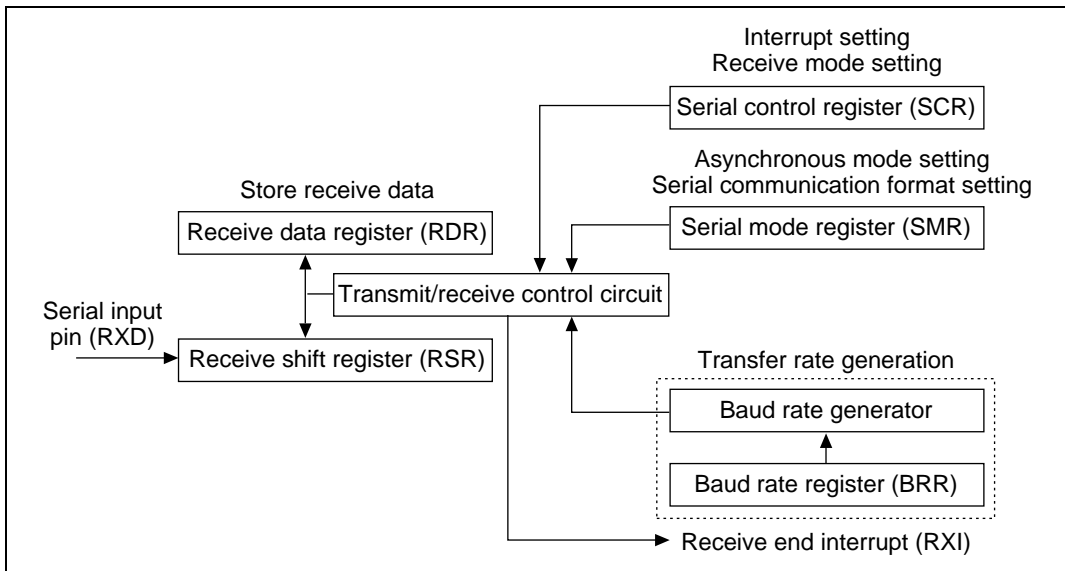 Interrupt setting
Receive mode setting
Serial control register (SCR)
Asynchronous mode setting
Serial communication format setting
Store receive data
Receive data register (RDR)
Serial mode register (SMR)
Transmit/receive control circuit
Serial input
pin (RXD)
Receive shift register (RSR)
Transfer rate generation
Baud rate generator
Baud rate register (BRR)
Receive end interrupt (RXI)